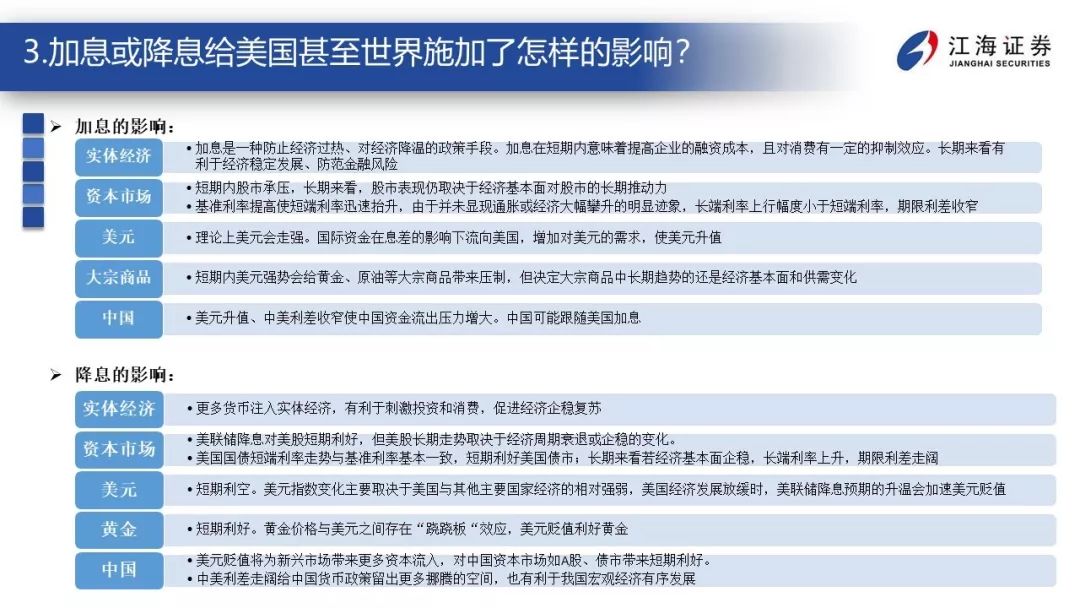 3.加息或降息给美国甚至世界施加了怎样的影响?
江海证券
JIANGHAI SECURITIES
➢ 加息的影响：
实体经济
•加息是一种防止经济过热、对经济降温的政策手段。加息在短期内意味着提高企业的融资成本，且对消费有一定的抑制效应。长期来看有
利于经济稳定发展、防范金融风险
资本市场
•短期内股市承压，长期来看，股市表现仍取决于经济基本面对股市的长期推动力
•基准利率提高使短端利率迅速抬升，由于并未显现通胀或经济大幅攀升的明显迹象，长端利率上行幅度小于短端利率，期限利差收窄
美元
•理论上美元会走强。国际资金在息差的影响下流向美国，增加对美元的需求，使美元升值
大宗商品
•短期内美元强势会给黄金、原油等大宗商品带来压制，但决定大宗商品中长期趋势的还是经济基本面和供需变化
中国
•美元升值、中美利差收窄使中国资金流出压力增大。中国可能跟随美国加息
➢ 降息的影响：
实体经济
•更多货币注入实体经济，有利于刺激投资和消费，促进经济企稳复苏
资本市场
•美联储降息对美股短期利好，但美股长期走势取决于经济周期衰退或企稳的变化。
•美国国债短端利率走势与基准利率基本一致，短期利好美国债市；长期来看若经济基本面企稳，长端利率上升，期限利差走阔
美元
•短期利空。美元指数变化主要取决于美国与其他主要国家经济的相对强弱，美国经济发展放缓时，美联储降息预期的升温会加速美元贬值
黄金
•短期利好。黄金价格与美元之间存在“跷跷板“效应，美元贬值利好黄金
中国
•美元贬值将为新兴市场带来更多资本流入，对中国资本市场如A股、债市带来短期利好。
•中美利差走阔给中国货币政策留出更多挪腾的空间，也有利于我国宏观经济有序发展